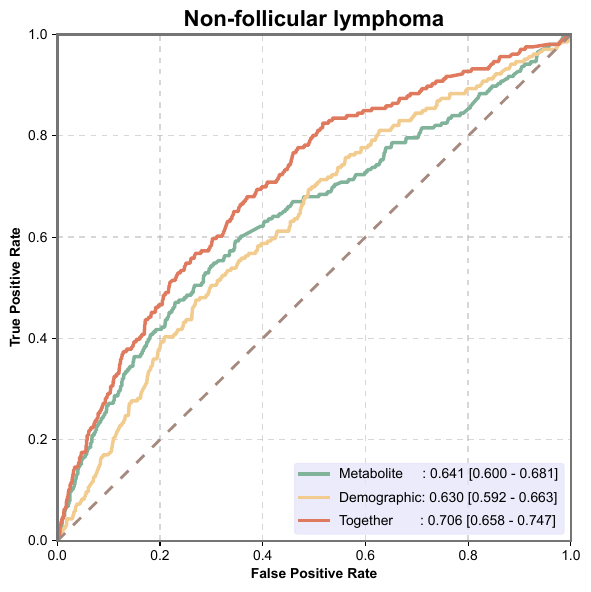 Non-follicular lymphoma
True Positive Rate
1.0
0.8
0.6
0.4
0.2
0.0
Metabolite : 0.641 [0.600 - 0.681]
Demographic: 0.630 [0.592 - 0.663]
Together : 0.706 [0.658 - 0.747]
0.0 0.2 0.4 0.6 0.8 1.0
False Positive Rate